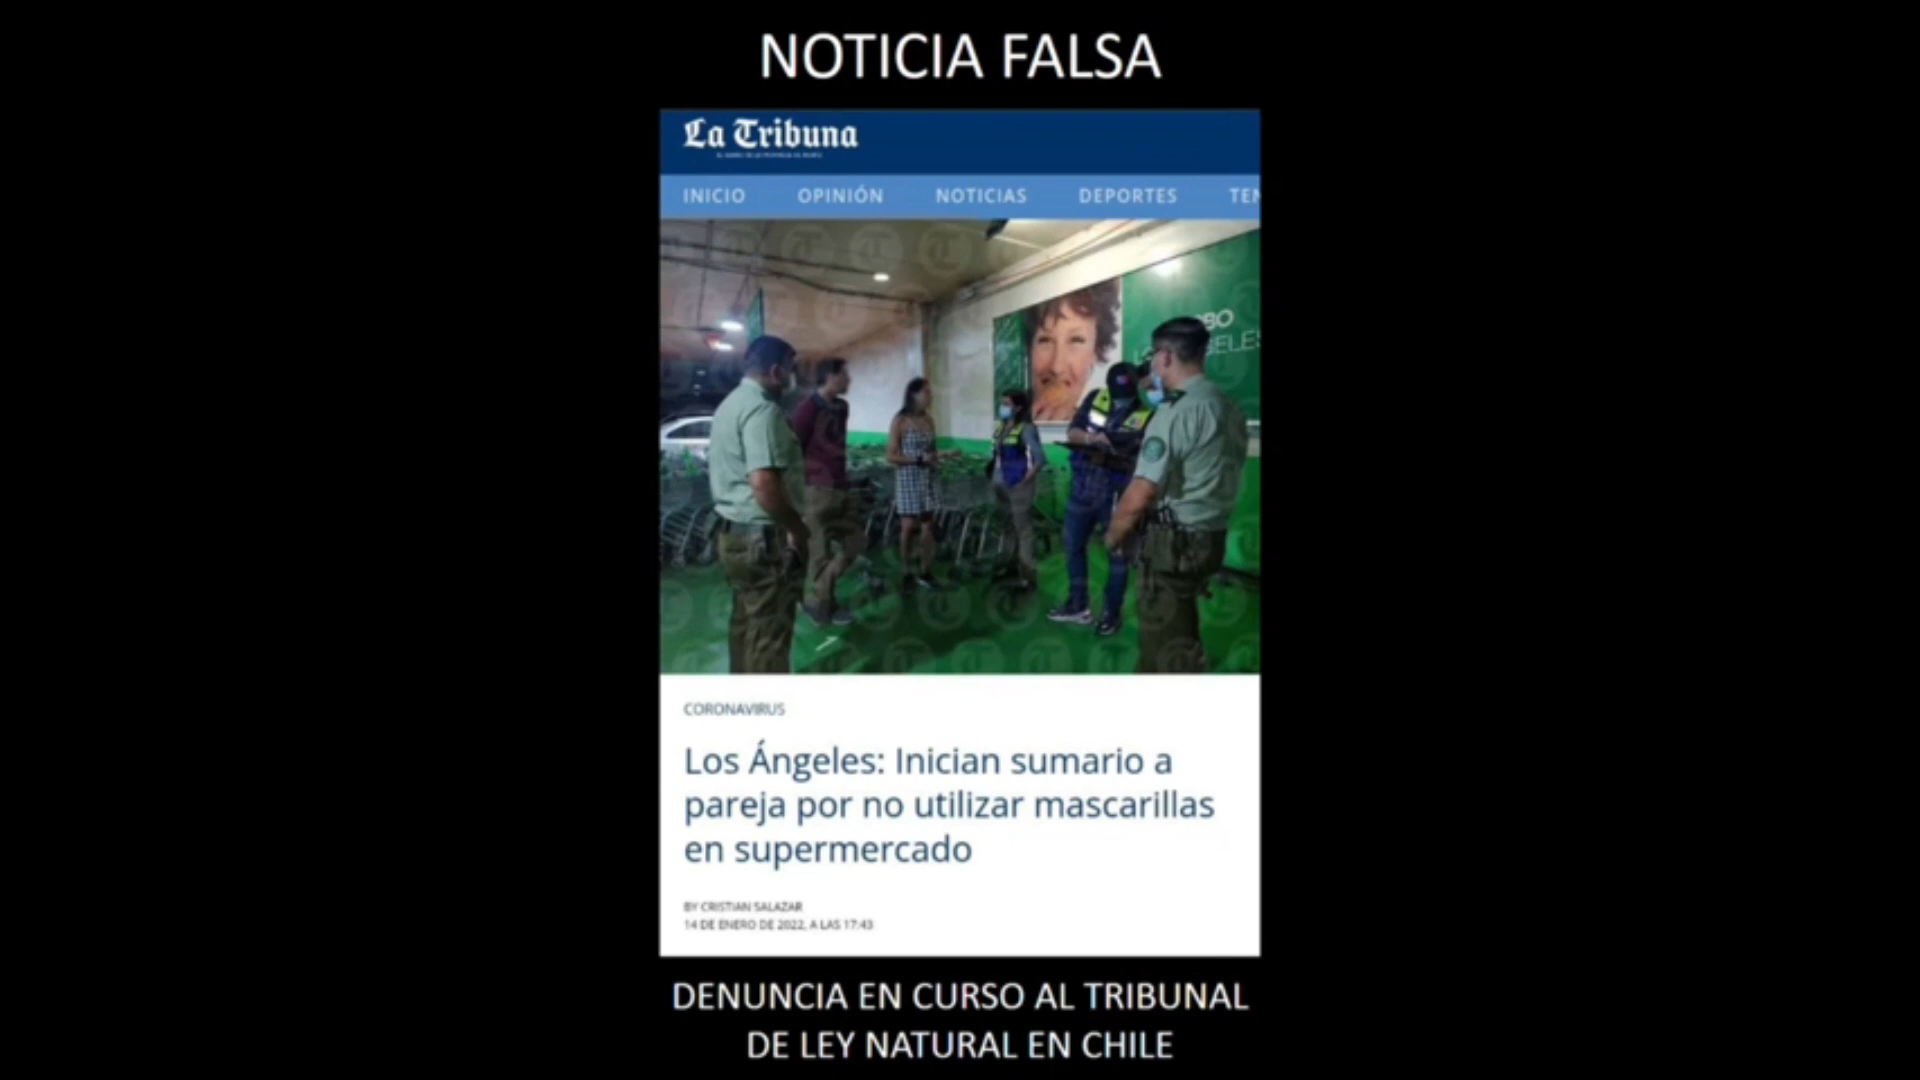 NOTICIA FALSA
La Tribuna
INICIO OPINIÓN NOTICIAS DEPORTES TEN
CORONAVIRUS
Los Ángeles: Inician sumario a
pareja por no utilizar mascarillas
en supermercado
BY CRISTIAN SALAZAR
14 DE ENERO DE 2022, A LAS 17:43
DENUNCIA EN CURSO AL TRIBUNAL
DE LEY NATURAL EN CHILE